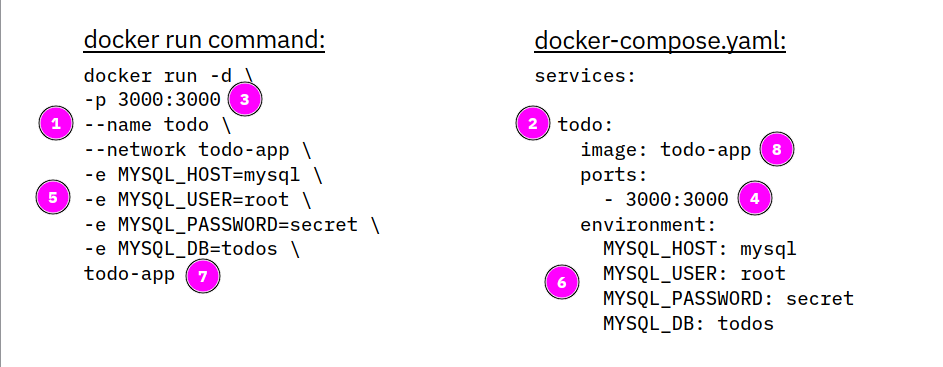 docker run command:
docker run -d \
-p 3000:3000 3
1 --name todo \
--network todo-app \
-e MYSQL_HOST=mysql \
5 -e MYSQL_USER=root \
-e MYSQL_PASSWORD=secret \
-e MYSQL_DB=todos \
todo-app 7
docker-compose.yaml:
services:
2 todo:
image: todo-app 8
ports:
- 3000:3000 4
environment:
MYSQL_HOST: mysql
6 MYSQL_USER: root
MYSQL_PASSWORD: secret
MYSQL_DB: todos